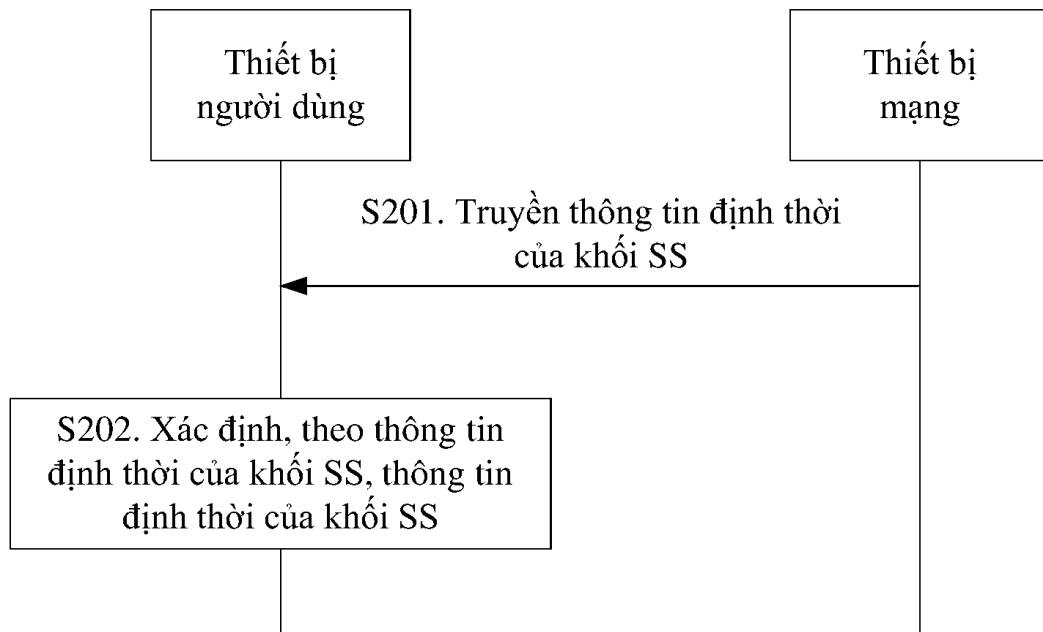 Thiết bị
người dùng
Thiết bị
mạng
S201. Truyền thông tin định thời
của khối SS
S202. Xác định, theo thông tin
định thời của khối SS, thông tin
định thời của khối SS